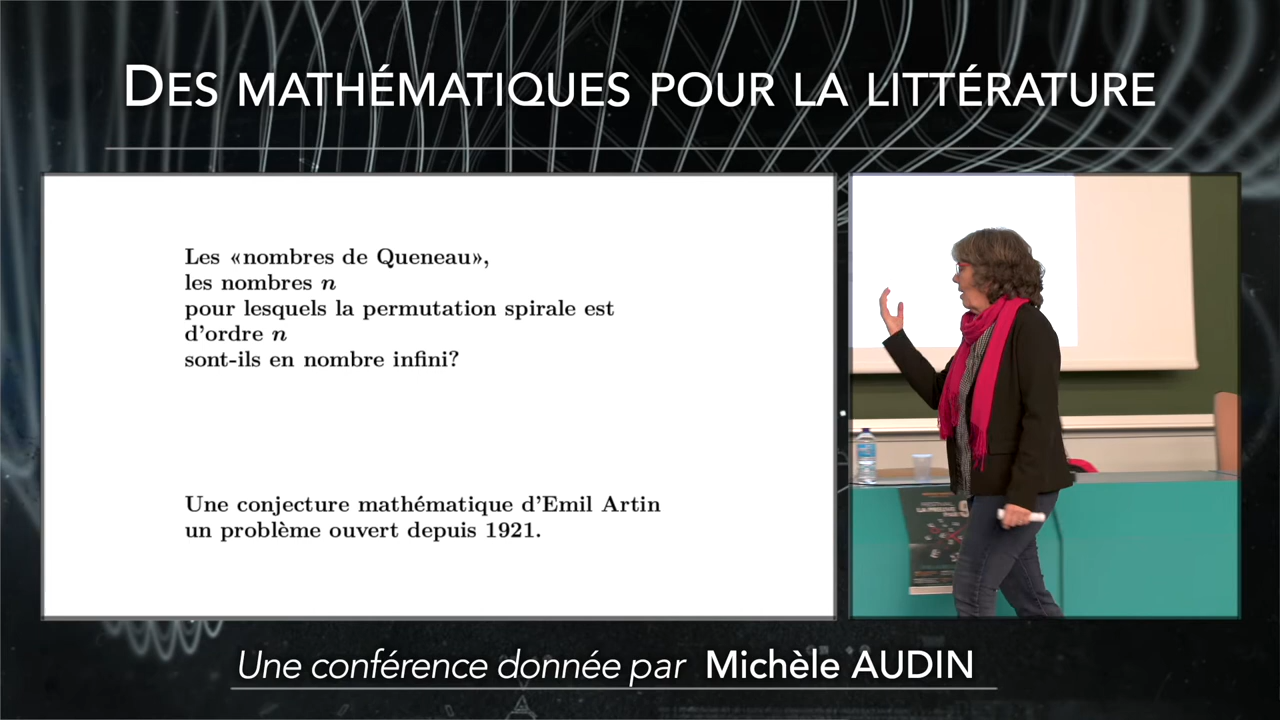 DES MATHÉMATIQUES POUR LA LITTÉRATURE
Les «nombres de Queneau»,
les nombres n
pour lesquels la permutation spirale est
d'ordre n
sont-ils en nombre infini?
Une conjecture mathématique d'Emil Artin
un problème ouvert depuis 1921.
Une conférence donnée par Michèle AUDIN